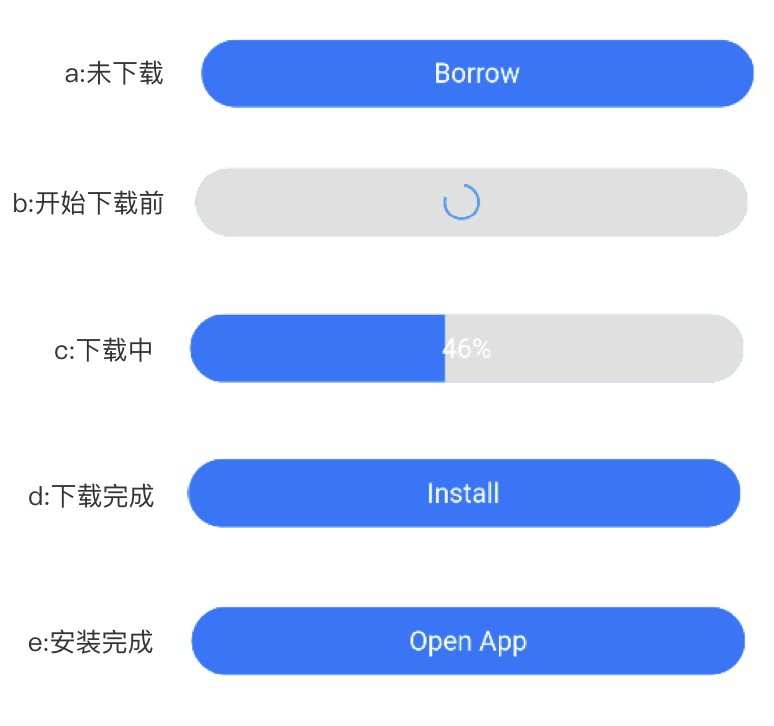 a:未下载
Borrow
b:开始下载前
c:下载中
46%
d:下载完成
Install
e:安装完成
Open App